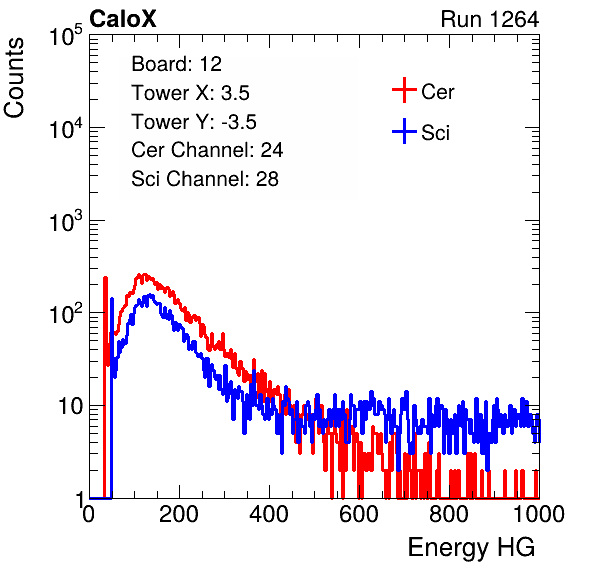 CaloX Run 1264
Counts
Board: 12
Tower X: 3.5
Tower Y: -3.5
Cer Channel: 24
Sci Channel: 28
Cer
Sci
10^5
10^4
10^3
10^2
10
1
0 200 400 600 800 1000
Energy HG